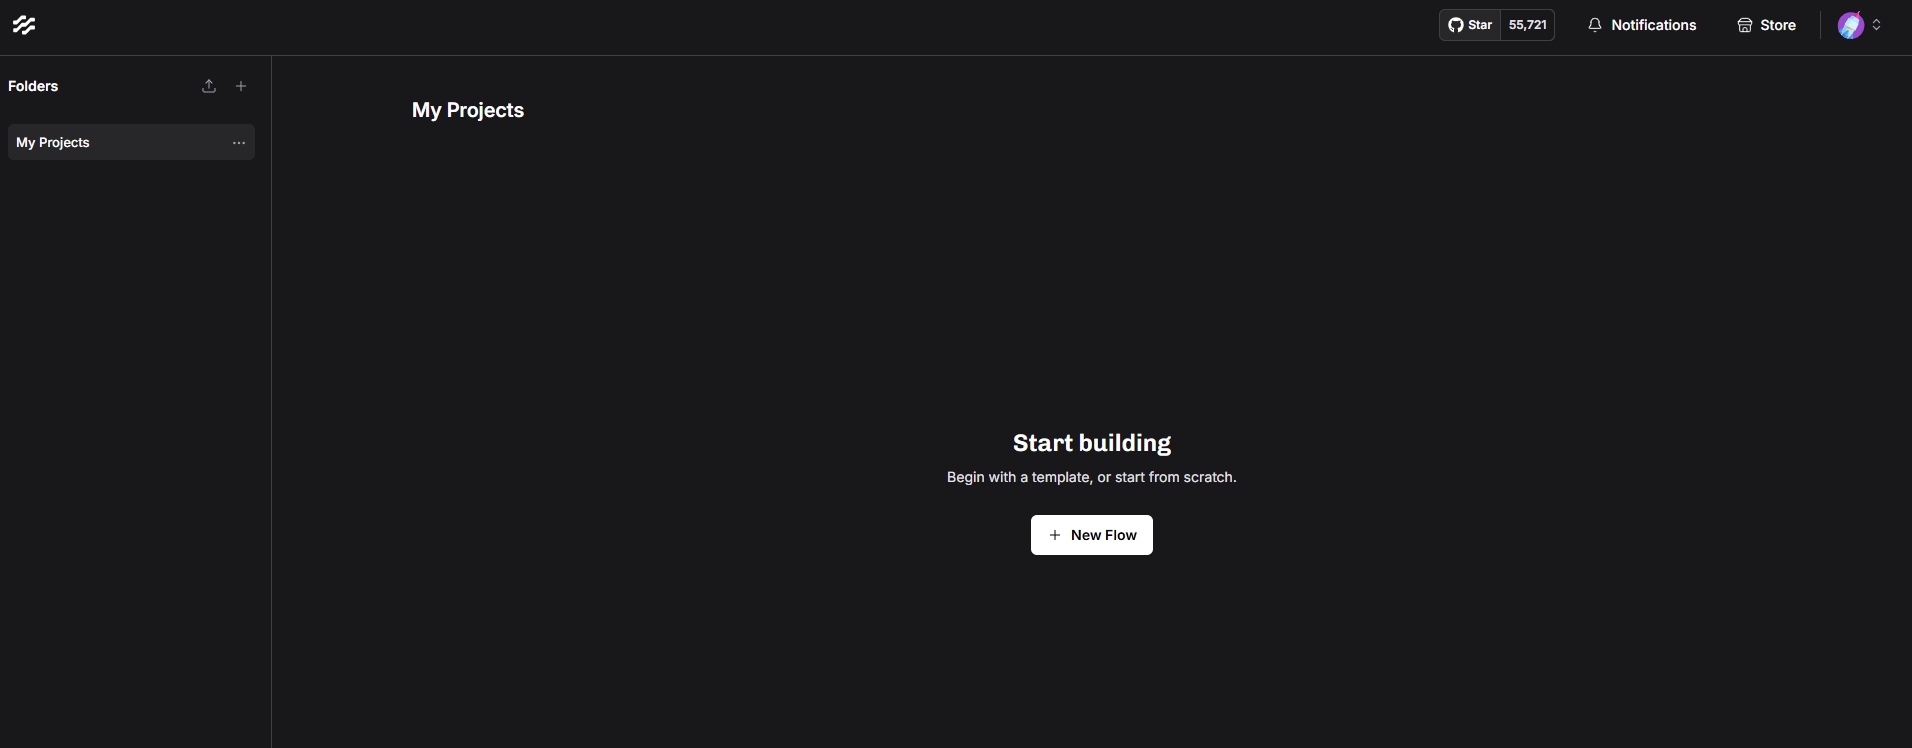 Star 55,721 Notifications Store
Folders
My Projects
My Projects
Start building
Begin with a template, or start from scratch.
New Flow